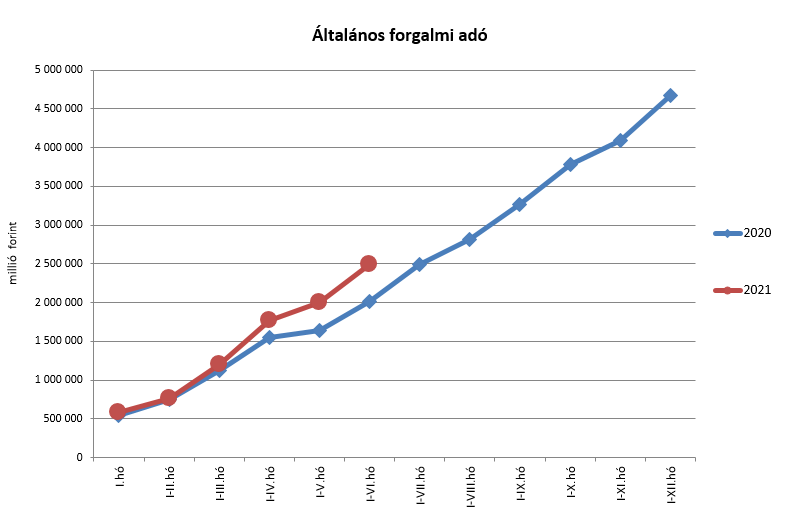 Általános forgalmi adó
5 000 000
4 500 000
4 000 000
3 500 000
3 000 000
2 500 000
2 000 000
1 500 000
1 000 000
500 000
0
millió forint
I.hó
I-II.hó
I-III.hó
I-IV.hó
I-V.hó
I-VI.hó
I-VII.hó
I-VIII.hó
I-IX.hó
I-X.hó
I-XI.hó
I-XII.hó
2020
2021